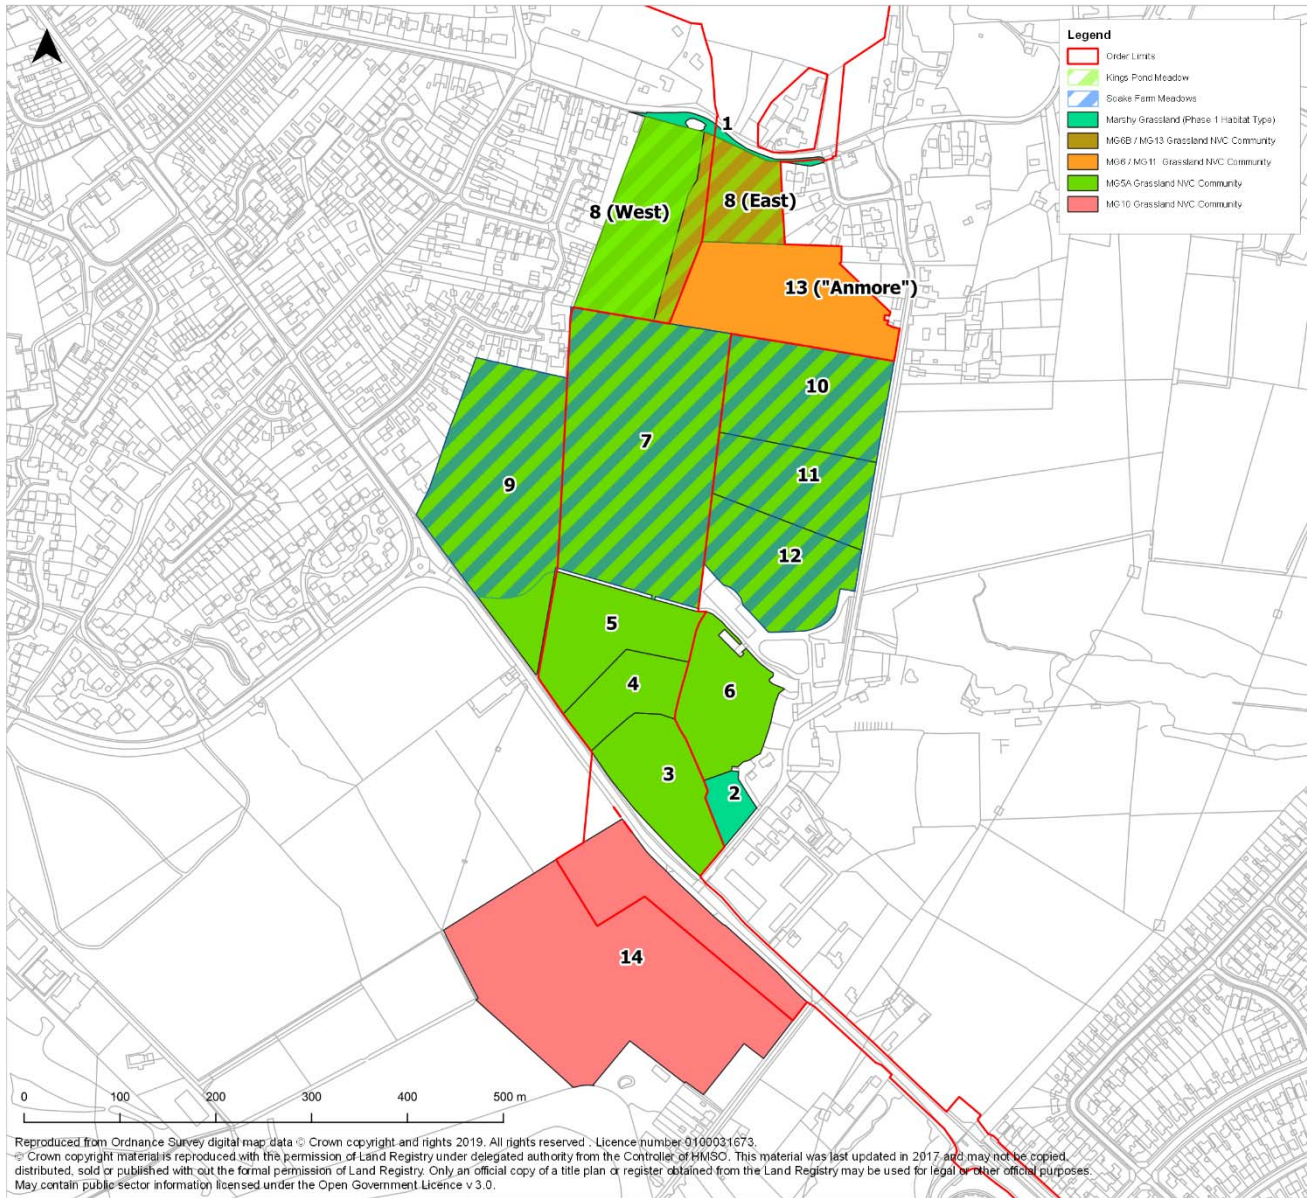 Legend
Order Limits
Kings Pond Meadow
Soake Farm Meadows
Marshy Grassland (Phase 1 Habitat Type)
MG6B / MG13 Grassland NVC Community
MG6 / MG11 Grassland NVC Community
MG5A Grassland NVC Community
MG10 Grassland NVC Community
1
8 (West)
8 (East)
13 ("Anmore")
10
7
11
9
12
5
4
6
3
2
14
0 100 200 300 400 500 m
Reproduced from Ordnance Survey digital map data © Crown copyright and rights 2019. All rights reserved . Licence number 0100031673.
© Crown copyright material is reproduced with the permission of Land Registry under delegated authority from the Controller of HMSO. This material was last updated in 2017 and may not be copied,
distributed, sold or published with out the formal permission of Land Registry. Only an official copy of a title plan or register obtained from the Land Registry may be used for legal or other official purposes.
May contain public sector information licensed under the Open Government Licence v 3.0.